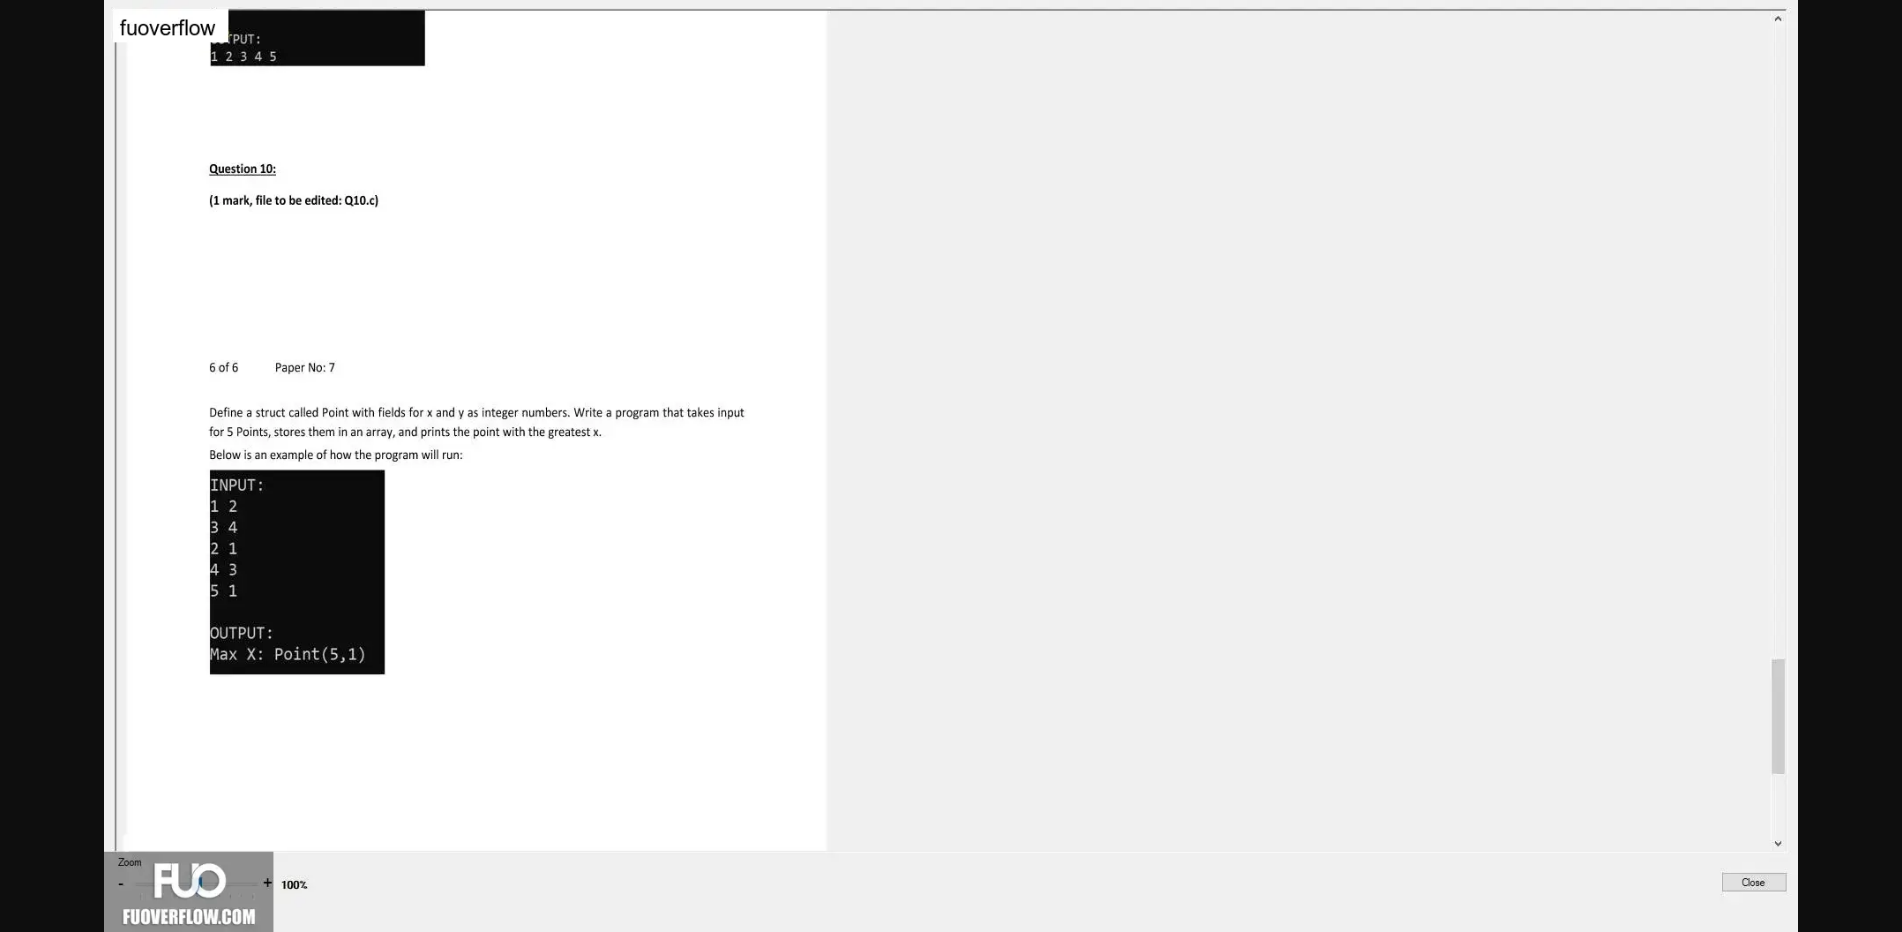 fuoverflow
TPUT:
1 2 3 4 5
Question 10:
(1 mark, file to be edited: Q10.c)
6 of 6 Paper No: 7
Define a struct called Point with fields for x and y as integer numbers. Write a program that takes input
for 5 Points, stores them in an array, and prints the point with the greatest x.
Below is an example of how the program will run:
INPUT:
1 2
3 4
2 1
4 3
5 1
OUTPUT:
Max X: Point(5,1)
Zoom
- + 100%
FUO
FUOVERFLOW.COM
Close